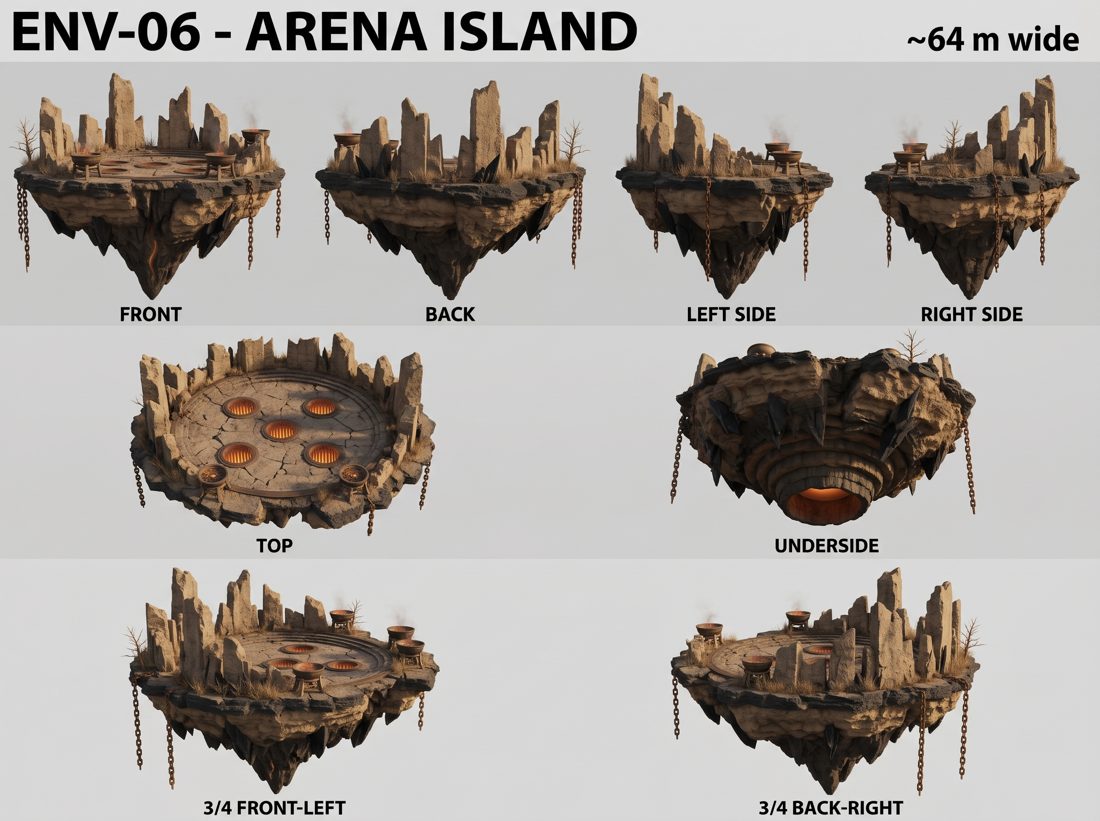 ENV-06 - ARENA ISLAND
~64 m wide
FRONT
BACK
LEFT SIDE
RIGHT SIDE
TOP
UNDERSIDE
3/4 FRONT-LEFT
3/4 BACK-RIGHT